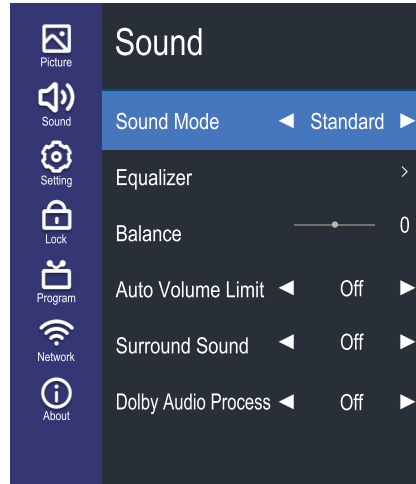 Picture
Sound
Setting
Lock
Program
Network
About
Sound
Sound Mode Standard
Equalizer
Balance 0
Auto Volume Limit Off
Surround Sound Off
Dolby Audio Process Off